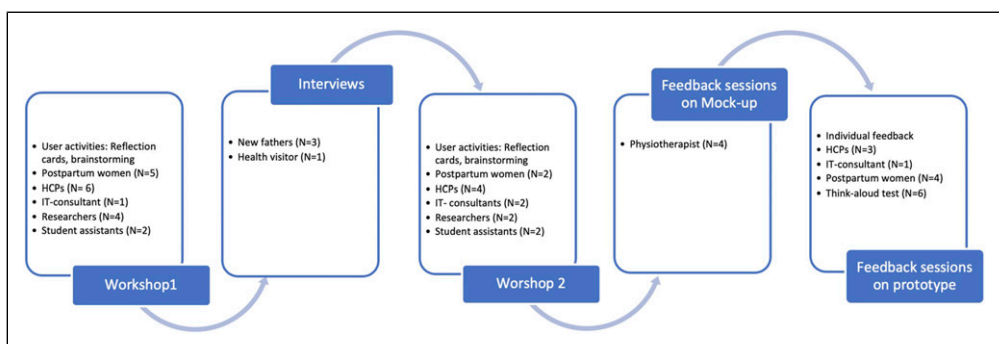 • User activities: Reflection
cards, brainstorming
• Postpartum women (N=5)
• HCPs (N= 6)
• IT-consultant (N=1)
• Researchers (N=4)
• Student assistants (N=2)
Workshop1
Interviews
• New fathers (N=3)
• Health visitor (N=1)
• User activities: Reflection
cards, brainstorming
• Postpartum women (N=2)
• HCPs (N=4)
• IT- consultants (N=2)
• Researchers (N=2)
• Student assistants (N=2)
Worshop 2
Feedback sessions
on Mock-up
• Physiotherapist (N=4)
• Individual feedback
• HCPs (N=3)
• IT-consultant (N=1)
• Postpartum women (N=4)
• Think-aloud test (N=6)
Feedback sessions
on prototype